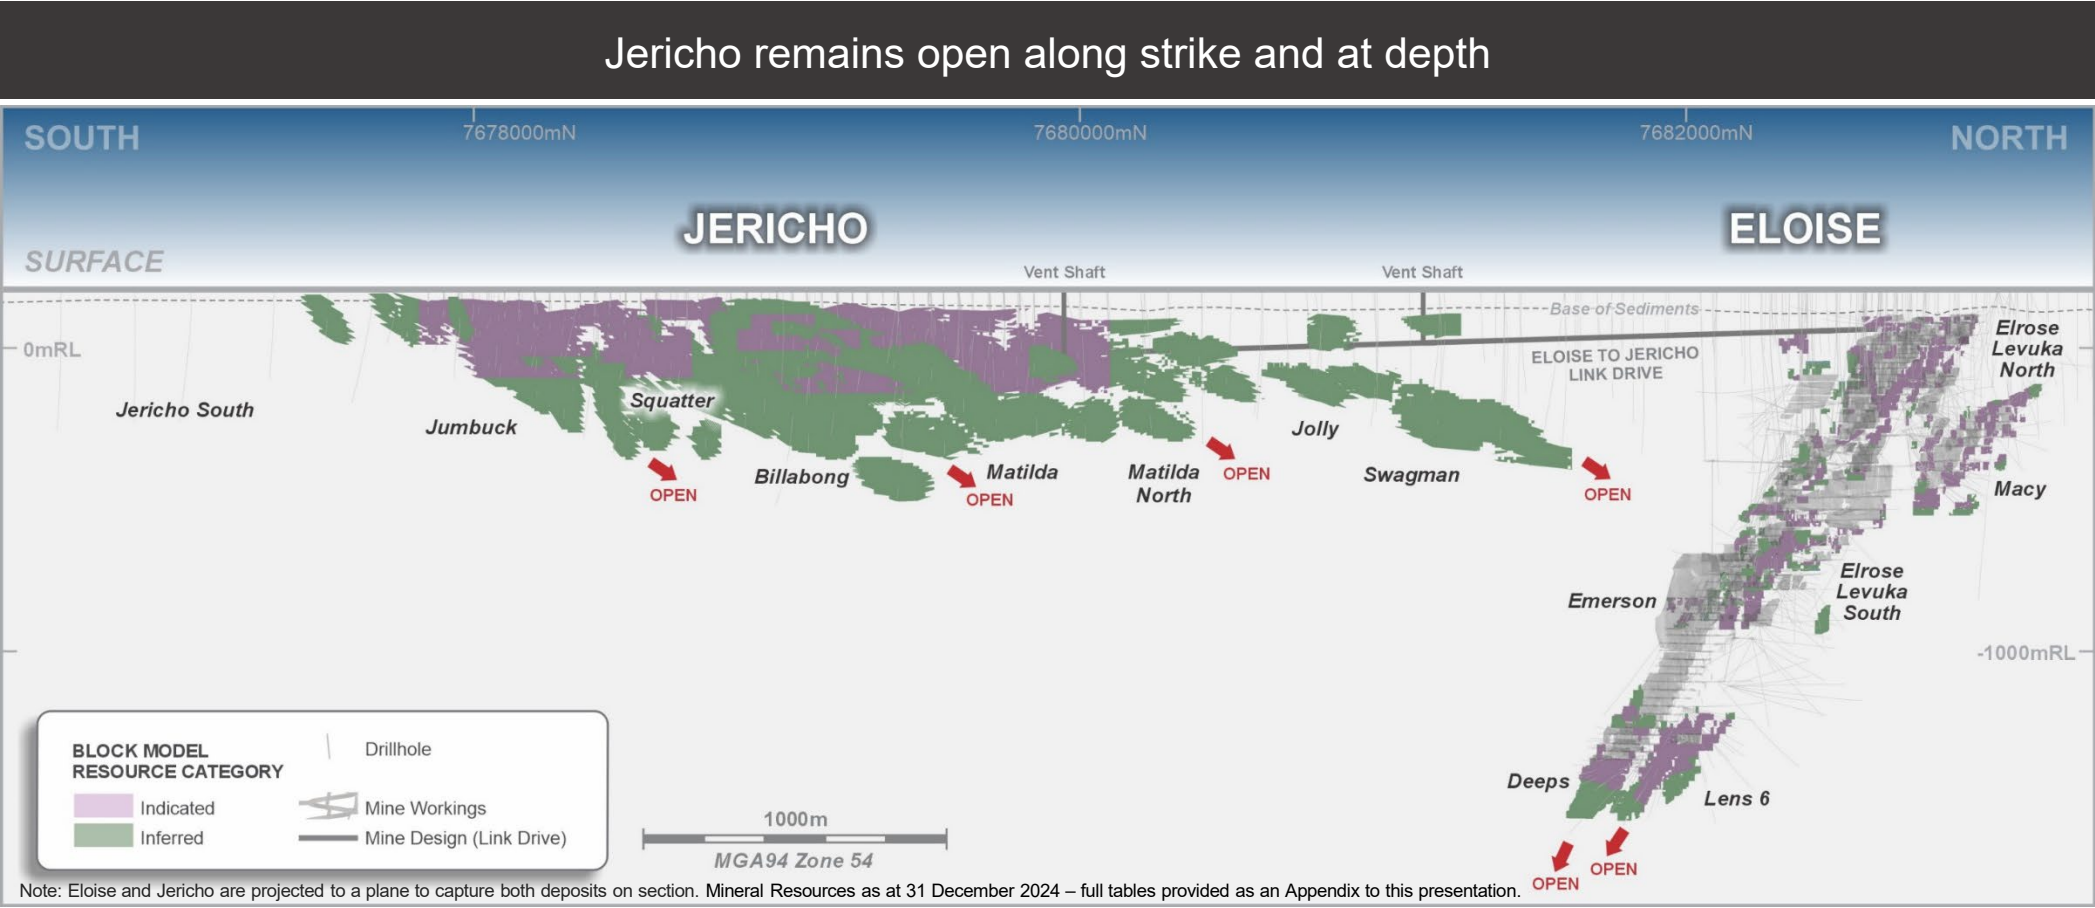 Jericho remains open along strike and at depth
SOUTH
7678000mN
7680000mN
7682000mN
NORTH
JERICHO
ELOISE
SURFACE
Vent Shaft
Vent Shaft
Base of Sediments
0mRL
ELOISE TO JERICHO
LINK DRIVE
Elrose
Levuka
North
Jericho South
Jumbuck
Squatter
OPEN
Billabong
Matilda
OPEN
Matilda
North
OPEN
Jolly
Swagman
OPEN
Macy
Emerson
Elrose
Levuka
South
-1000mRL
Deeps
Lens 6
OPEN
OPEN
BLOCK MODEL
RESOURCE CATEGORY
Indicated
Inferred
Drillhole
Mine Workings
Mine Design (Link Drive)
1000m
MGA94 Zone 54
Note: Eloise and Jericho are projected to a plane to capture both deposits on section. Mineral Resources as at 31 December 2024 – full tables provided as an Appendix to this presentation.